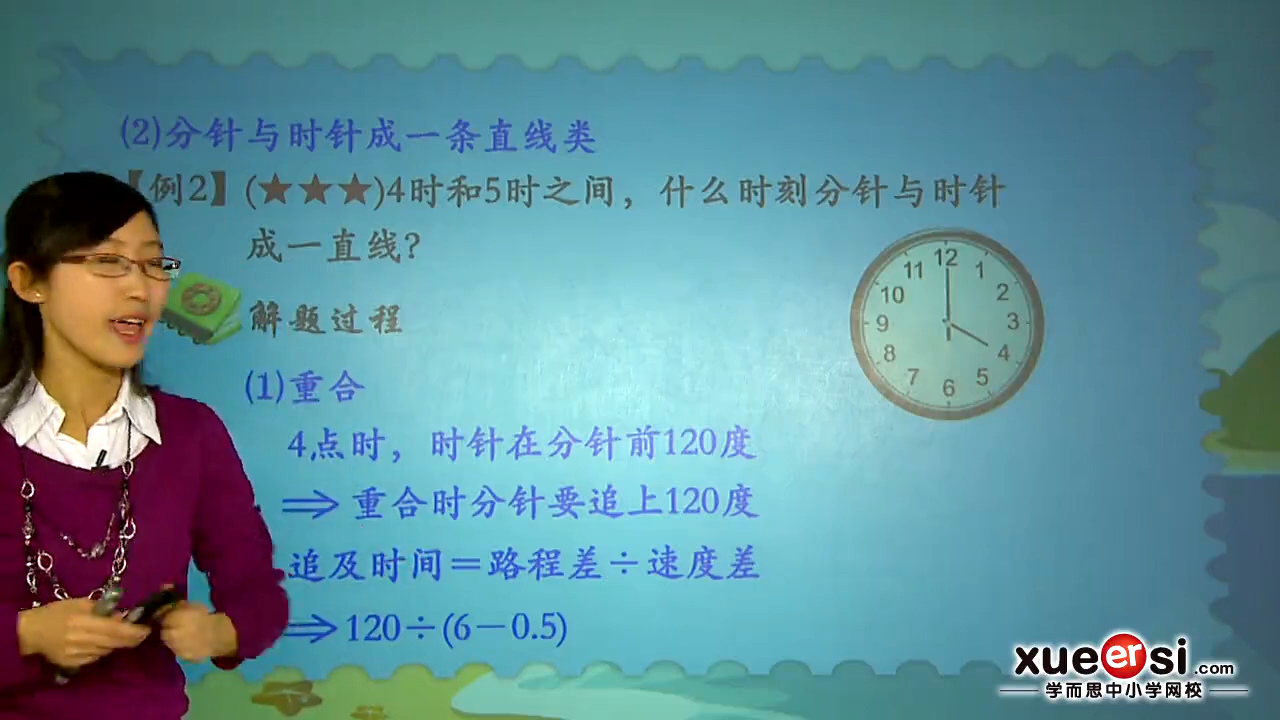 (2)分针与时针成一条直线类
【例2】(★★★)4时和5时之间，什么时刻分针与时针
成一直线?
解题过程
(1)重合
4点时，时针在分针前120度
⇒重合时分针要追上120度
追及时间＝路程差÷速度差
⇒120÷(6－0.5)
12
1
2
3
4
5
6
7
8
9
10
11
xueersi.com
学而思中小学网校